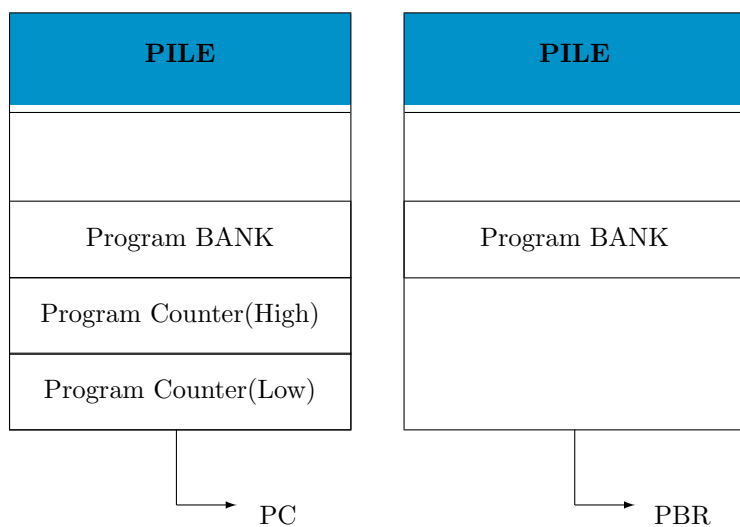 PILE
Program BANK
Program Counter(High)
Program Counter(Low)
PC
PILE
Program BANK
PBR